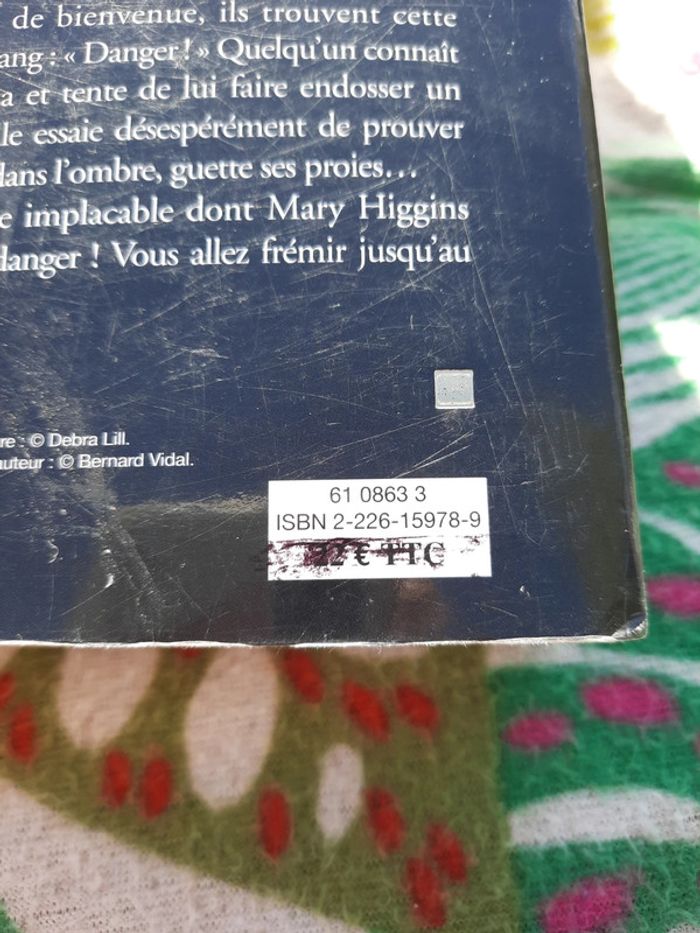 de bienvenue, ils trouvent cette
ang : « Danger ! » Quelqu'un connaît
a et tente de lui faire endosser un
le essaie désespérément de prouver
dans l'ombre, guette ses proies...
e implacable dont Mary Higgins
danger ! Vous allez frémir jusqu'au
re : © Debra Lill.
auteur : © Bernard Vidal.
61 0863 3
ISBN 2-226-15978-9
22 € TTC